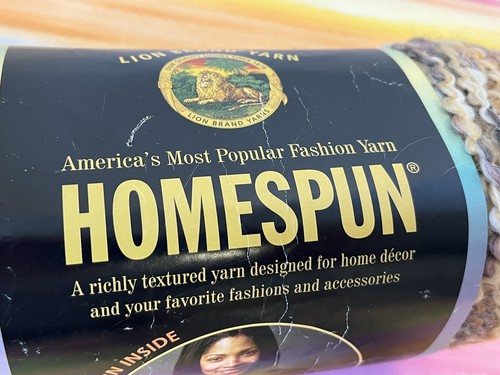 LION BRAND YARN
LION BRAND YARNS
America's Most Popular Fashion Yarn
HOMESPUN®
A richly textured yarn designed for home décor
and your favorite fashions and accessories
INSIDE